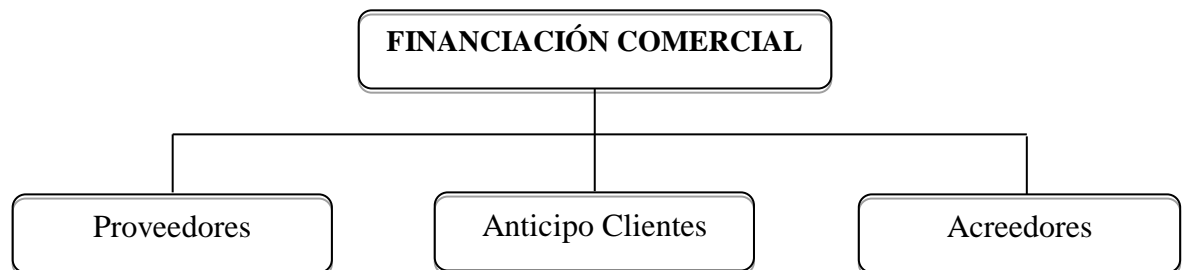 FINANCIACIÓN COMERCIAL
Proveedores
Anticipo Clientes
Acreedores